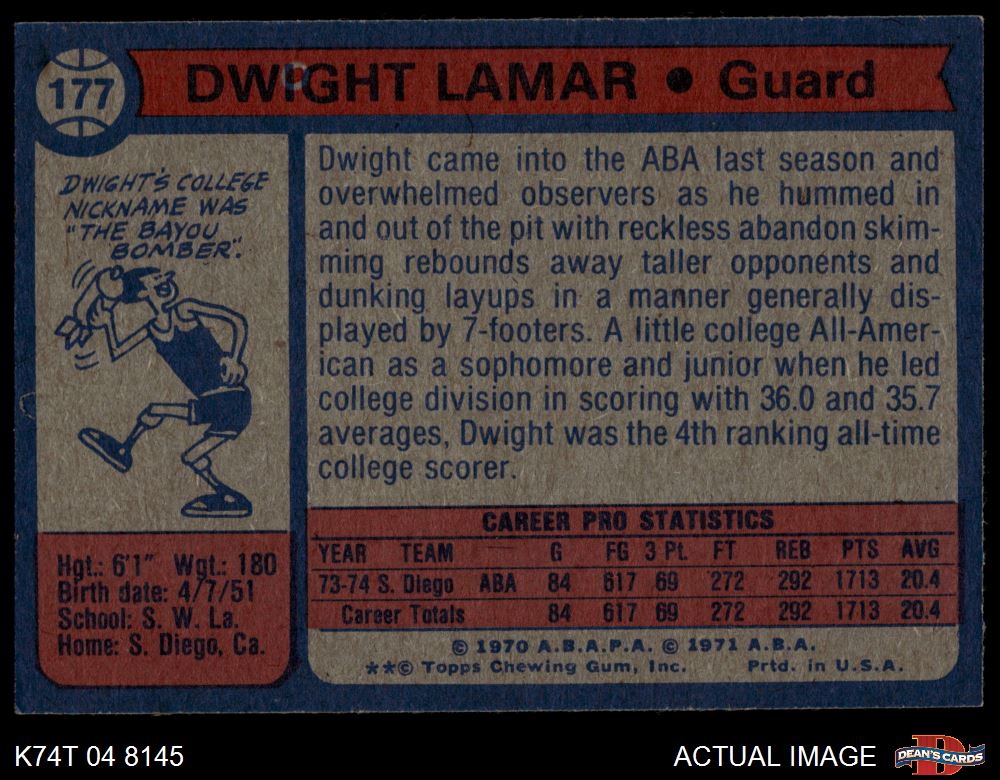 177
DWIGHT LAMAR ● Guard
DWIGHT'S COLLEGE
NICKNAME WAS
"THE BAYOU
BOMBER".
Dwight came into the ABA last season and
overwhelmed observers as he hummed in
and out of the pit with reckless abandon skim-
ming rebounds away taller opponents and
dunking layups in a manner generally dis-
played by 7-footers. A little college All-Amer-
ican as a sophomore and junior when he led
college division in scoring with 36.0 and 35.7
averages, Dwight was the 4th ranking all-time
college scorer.
Hgt.: 6'1" Wgt.: 180
Birth date: 4/7/51
School: S. W. La.
Home: S. Diego, Ca.
CAREER PRO STATISTICS
YEAR TEAM G FG 3 Pt. FT REB PTS AVG
73-74 S. Diego ABA 84 617 69 272 292 1713 20.4
Career Totals 84 617 69 272 292 1713 20.4
© 1970 A.B.A.P.A. © 1971 A.B.A.
**© Topps Chewing Gum, Inc. Prtd. in U.S.A.
K74T 04 8145
ACTUAL IMAGE
D
DEAN'S CARDS